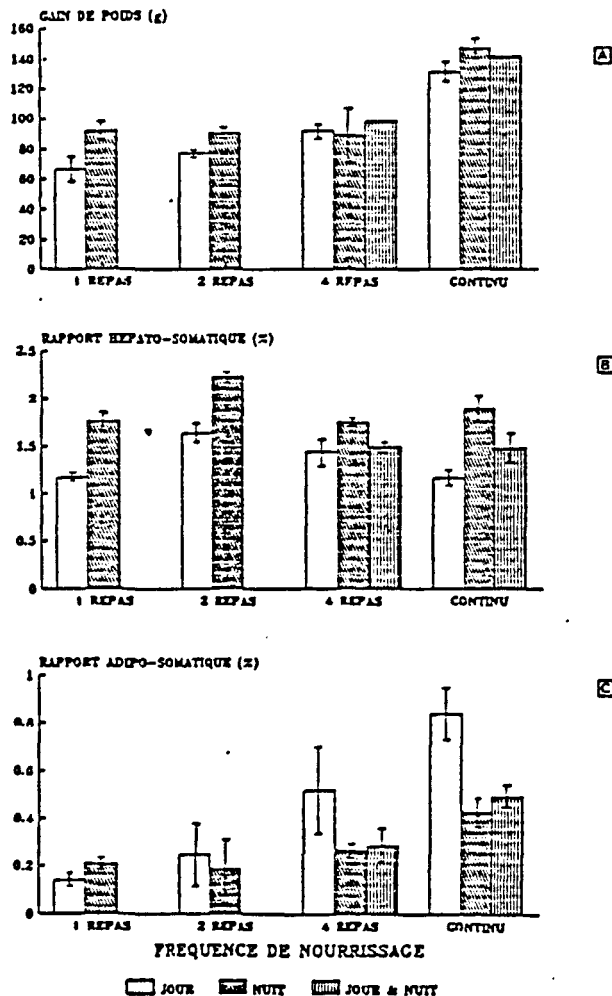 GAIN DE POIDS (g)
A
160
140
120
100
80
60
40
20
0
1 REPAS 2 REPAS 4 REPAS CONTINU
RAPPORT HEPATO-SOMATIQUE (%)
B
2.5
2
1.5
1
0.5
0
1 REPAS 2 REPAS 4 REPAS CONTINU
RAPPORT ADIPO-SOMATIQUE (%)
C
1
0.8
0.6
0.4
0.2
0
1 REPAS 2 REPAS 4 REPAS CONTINU
FREQUENCE DE NOURRISSAGE
JOUR NUIT JOUR & NUIT